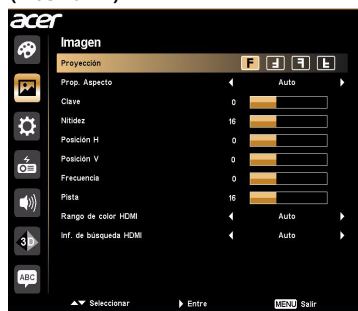 acer
Imagen
Proyección F F F F
Prop. Aspecto Auto
Clave 0
Nitidez 16
Posición H 0
Posición V 0
Frecuencia 0
Pista 16
Rango de color HDMI Auto
Inf. de búsqueda HDMI Auto
3D
ABC
Seleccionar Entre MENU Salir